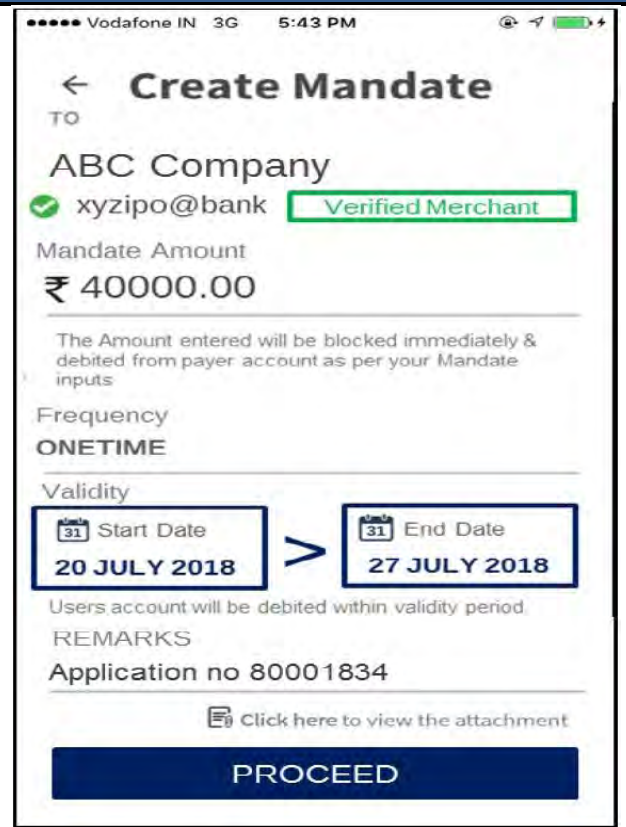 Vodafone IN 3G 5:43 PM
← Create Mandate
TO
ABC Company
xyzipo@bank Verified Merchant
Mandate Amount
₹ 40000.00
The Amount entered will be blocked immediately &
debited from payer account as per your Mandate
inputs
Frequency
ONETIME
Validity
31 Start Date > 31 End Date
20 JULY 2018 27 JULY 2018
Users account will be debited within validity period
REMARKS
Application no 80001834
Click here to view the attachment
PROCEED